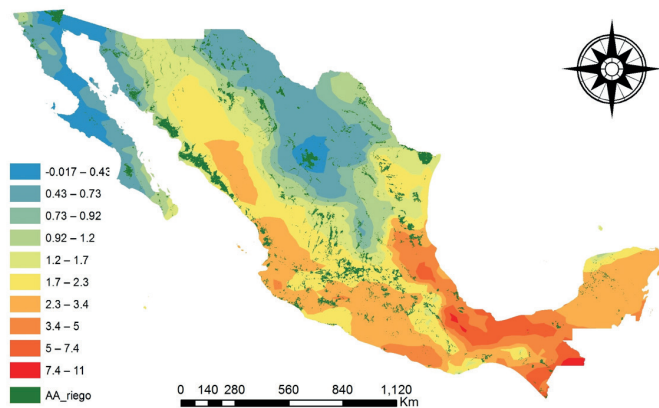 -0.017 – 0.43
0.43 – 0.73
0.73 – 0.92
0.92 – 1.2
1.2 – 1.7
1.7 – 2.3
2.3 – 3.4
3.4 – 5
5 – 7.4
7.4 – 11
AA_riego
0 140 280 560 840 1,120
Km